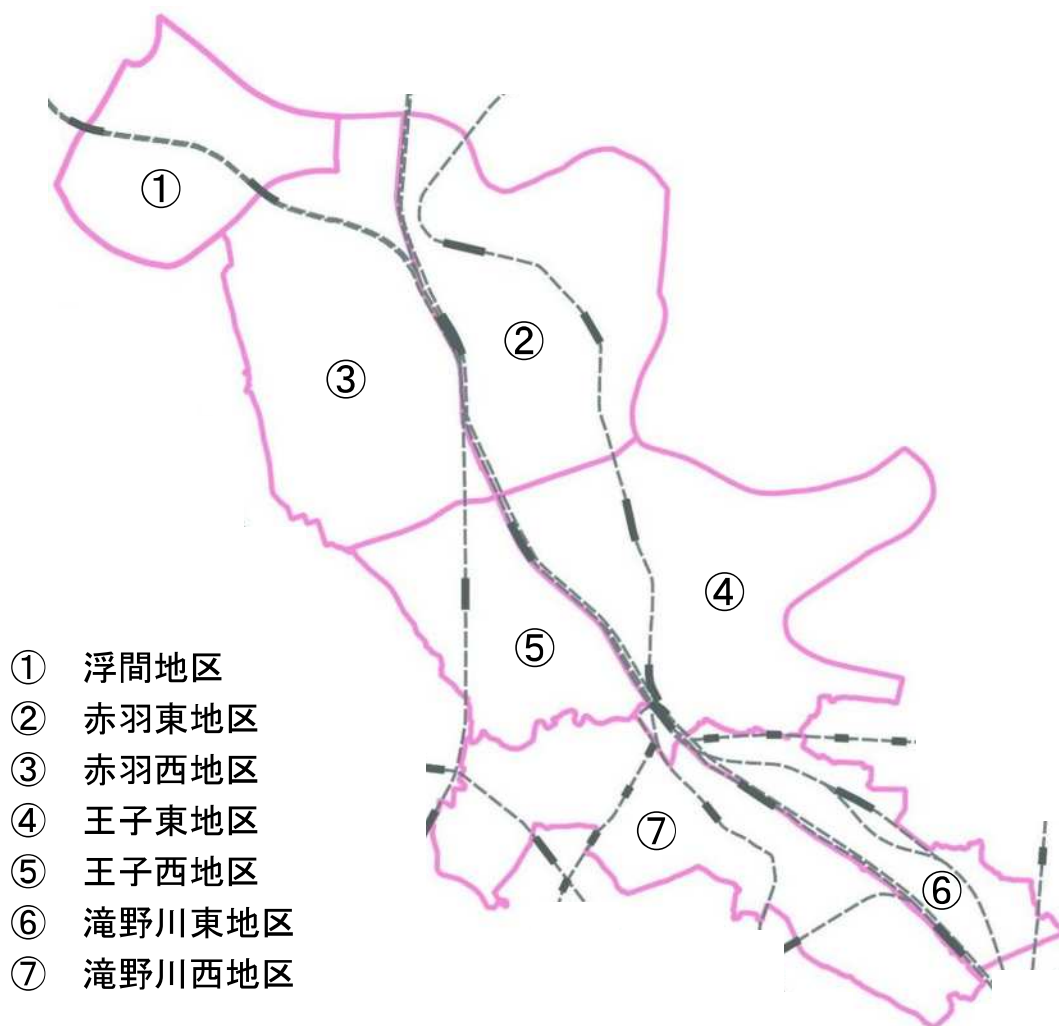 ①
②
③
④
⑤
⑦
⑥
① 浮間地区
② 赤羽東地区
③ 赤羽西地区
④ 王子東地区
⑤ 王子西地区
⑥ 滝野川東地区
⑦ 滝野川西地区